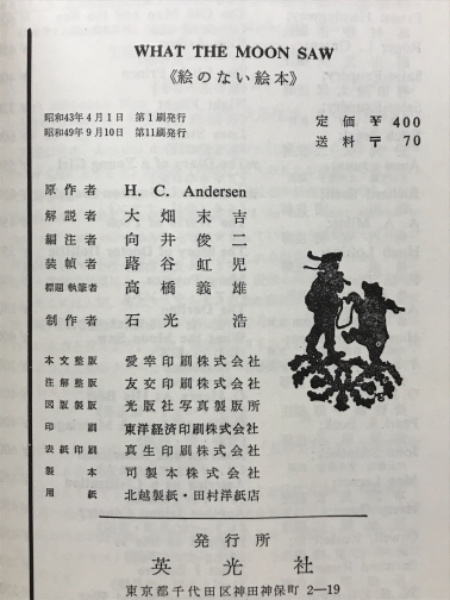 WHAT THE MOON SAW
《絵のない絵本》
昭和43年4月1日 第1刷発行
昭和49年9月10日 第11刷発行
定価 ¥ 400
送料 〒 70
原作者 H. C. Andersen
解説者 大畑末吉
編注者 向井俊二
装幀者 蕗谷虹児
標題執筆者 高橋義雄
制作者 石光浩
本文整版 愛幸印刷株式会社
注解整版 友交印刷株式会社
図版製版 光版社写真製版所
印刷 東洋経済印刷株式会社
表紙印刷 真生印刷株式会社
製本 司製本株式会社
用紙 北越製紙・田村洋紙店
発行所
英光社
東京都千代田区神田神保町 2—19